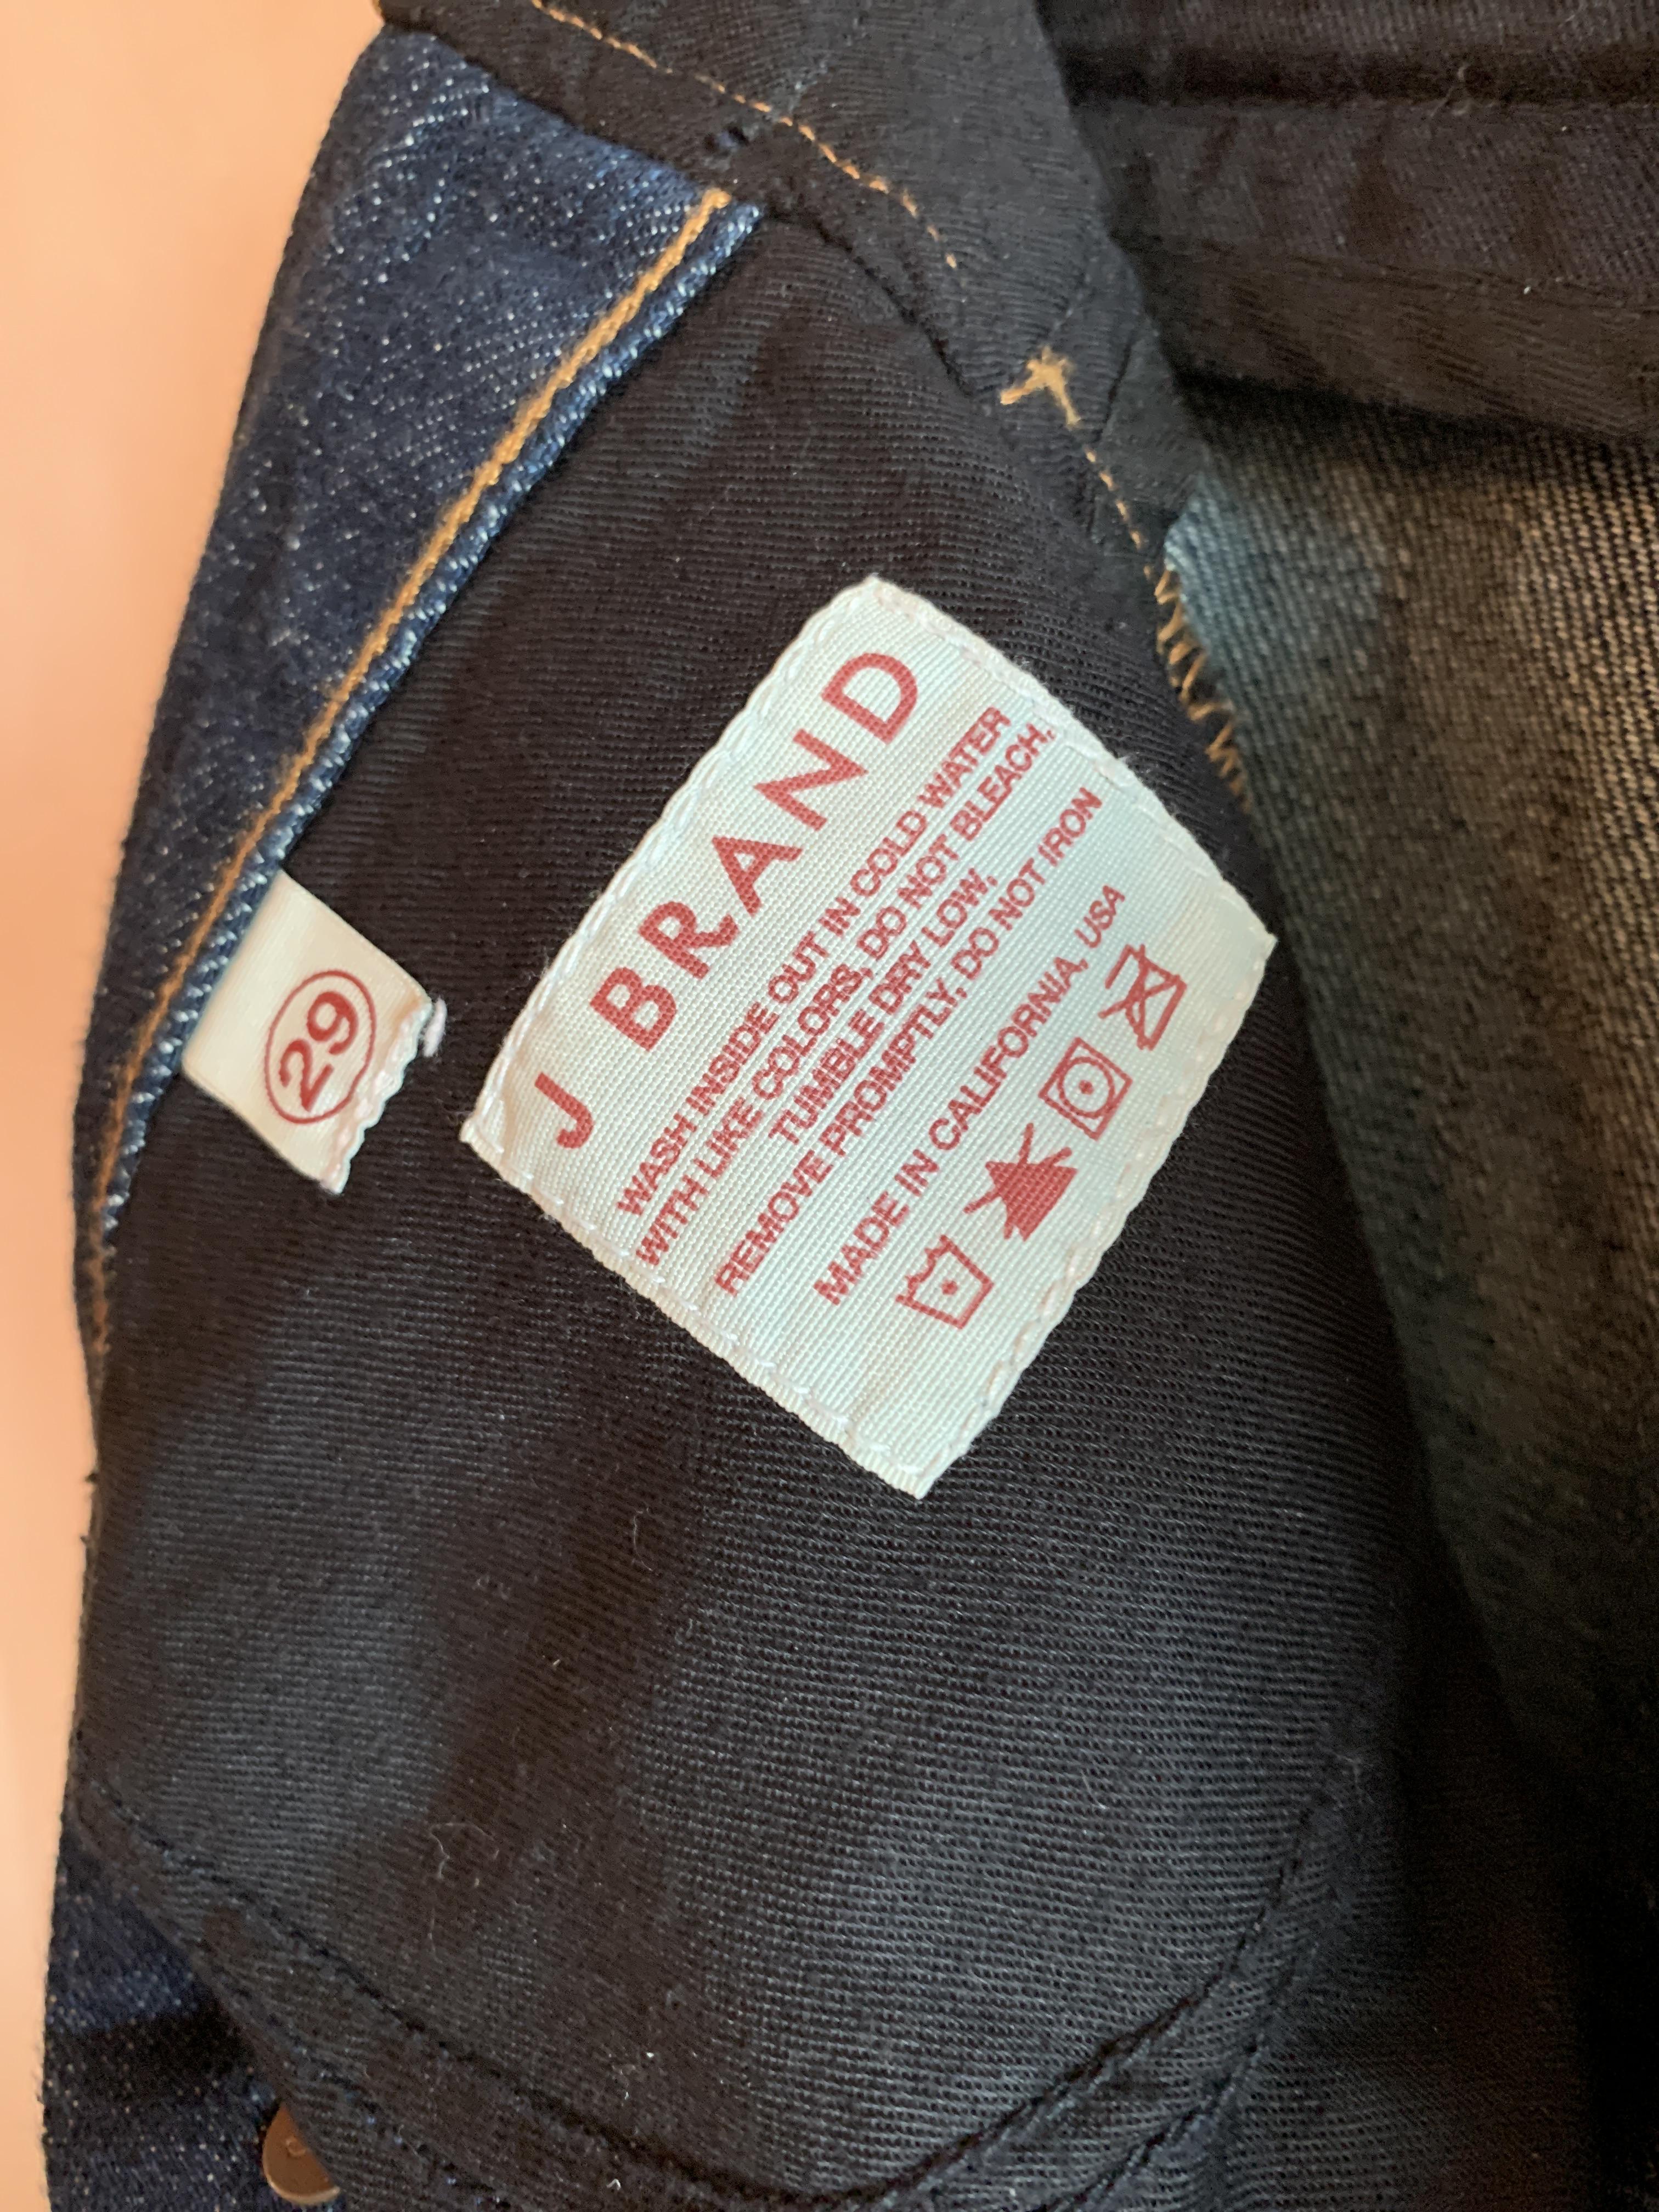 J BRAND
WASH INSIDE OUT IN COLD WATER
WITH LIKE COLORS, DO NOT BLEACH,
TUMBLE DRY LOW,
REMOVE PROMPTLY, DO NOT IRON
MADE IN CALIFORNIA, USA
29